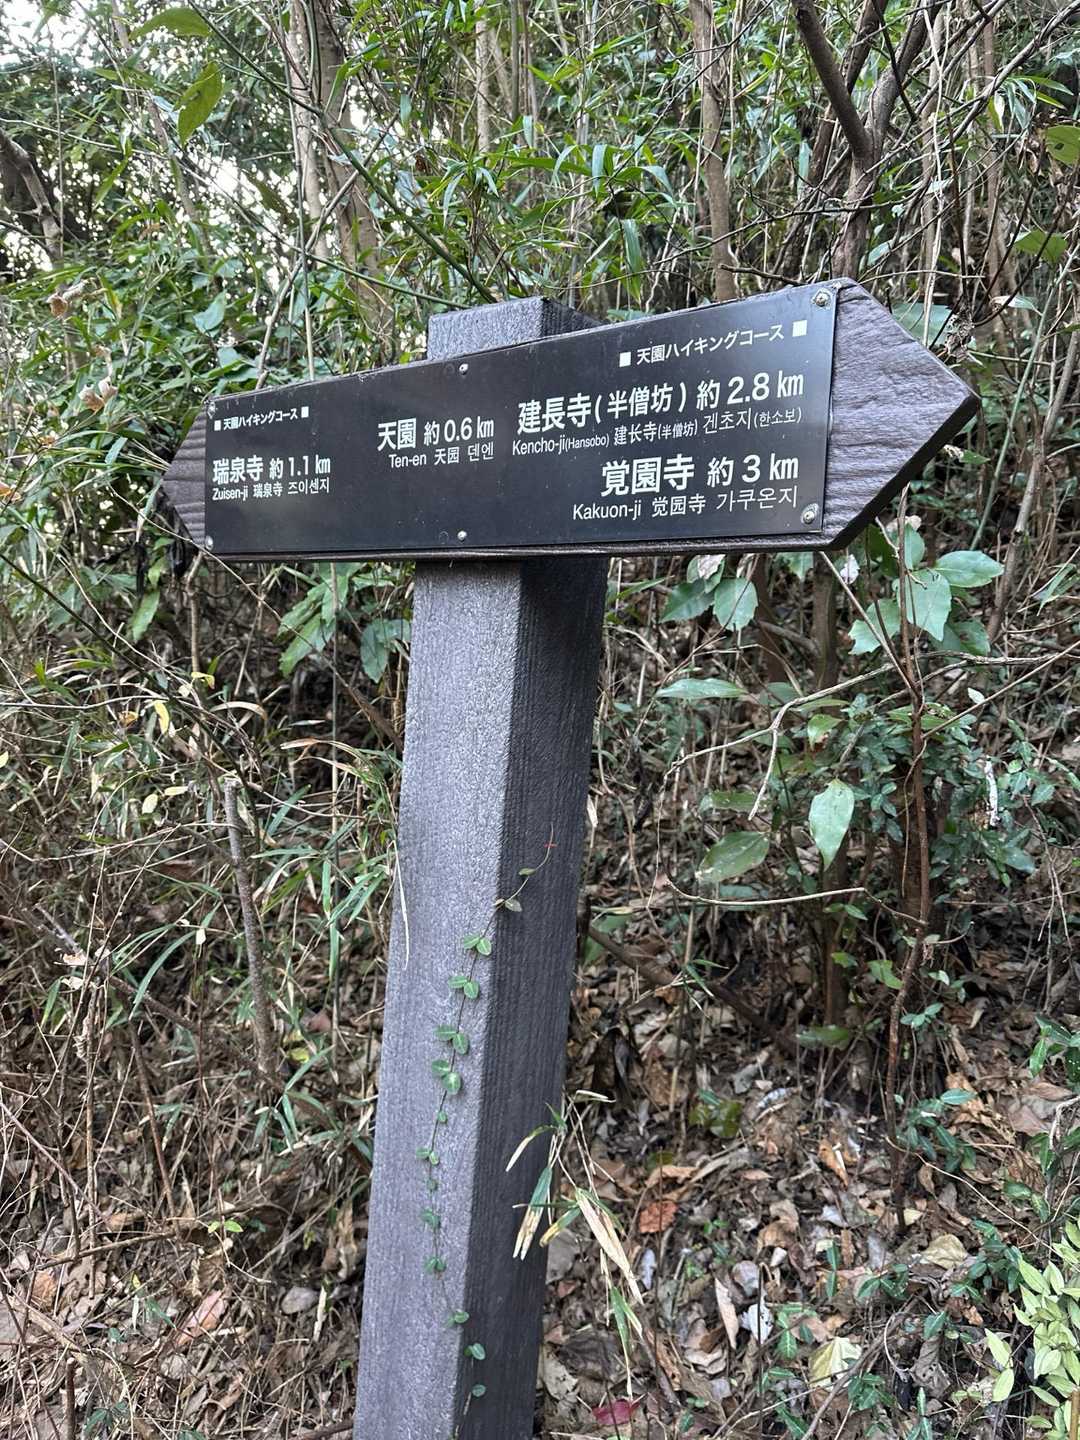 ■ 天園ハイキングコース ■
瑞泉寺 約1.1 km
Zuisen-ji 瑞泉寺 즈이센지
■ 天園ハイキングコース ■
天園 約0.6 km
Ten-en 天园 덴엔
建長寺(半僧坊) 約2.8 km
Kencho-ji(Hansobo) 建长寺(半僧坊) 겐초지(한소보)
覚園寺 約3 km
Kakuon-ji 觉园寺 가쿠온지